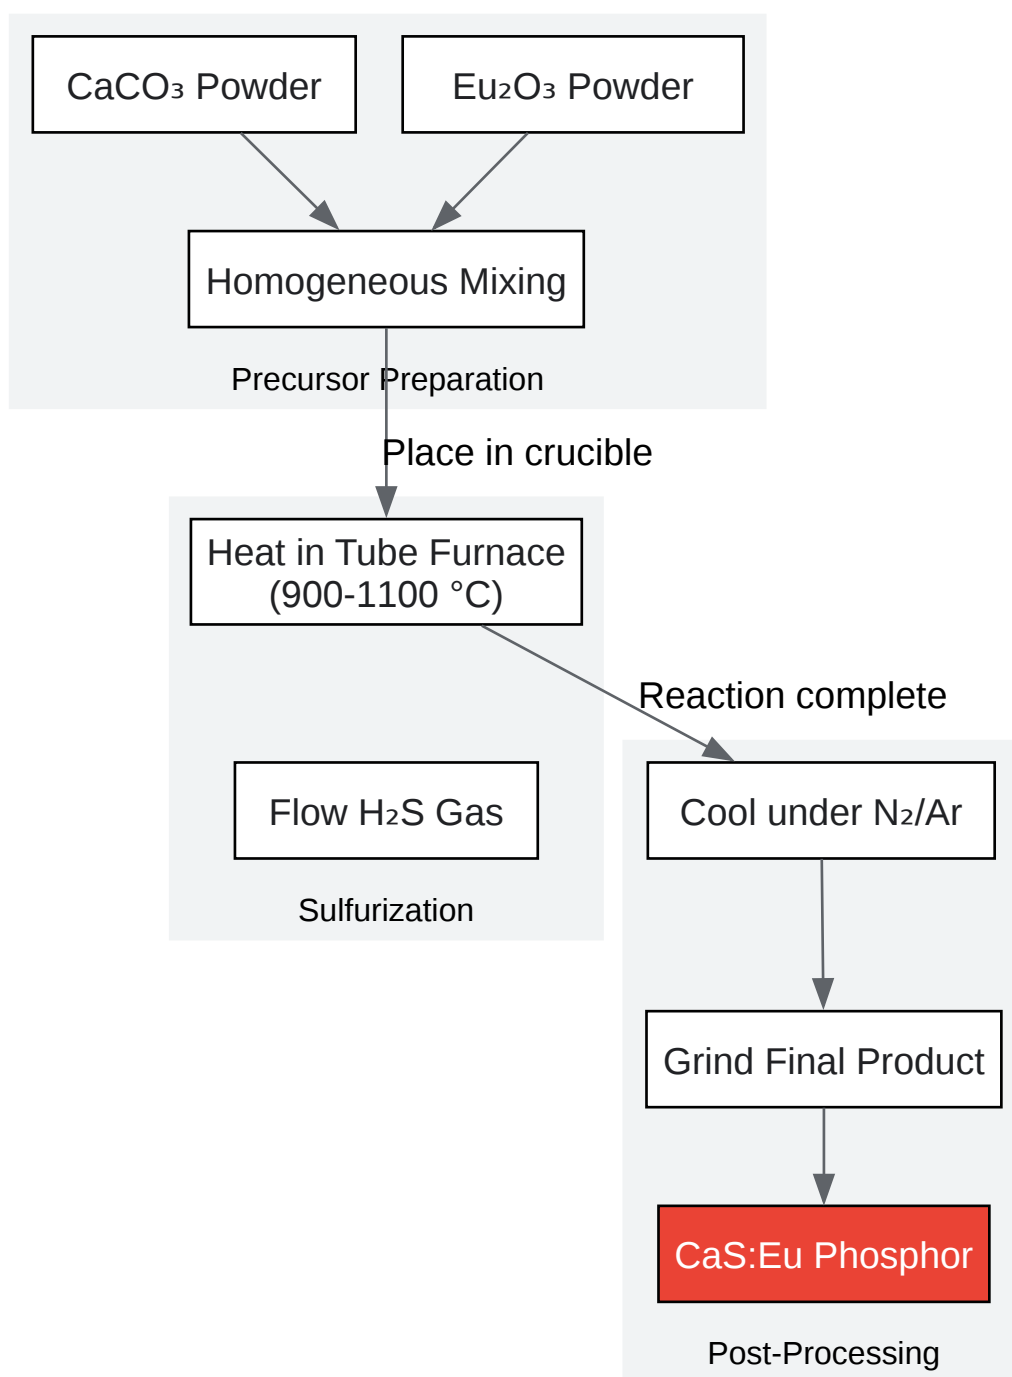 CaCO₃ Powder
Eu₂O₃ Powder
Homogeneous Mixing
Precursor Preparation
Place in crucible
Heat in Tube Furnace
(900-1100 °C)
Reaction complete
Flow H₂S Gas
Cool under N₂/Ar
Sulfurization
Grind Final Product
CaS:Eu Phosphor
Post-Processing